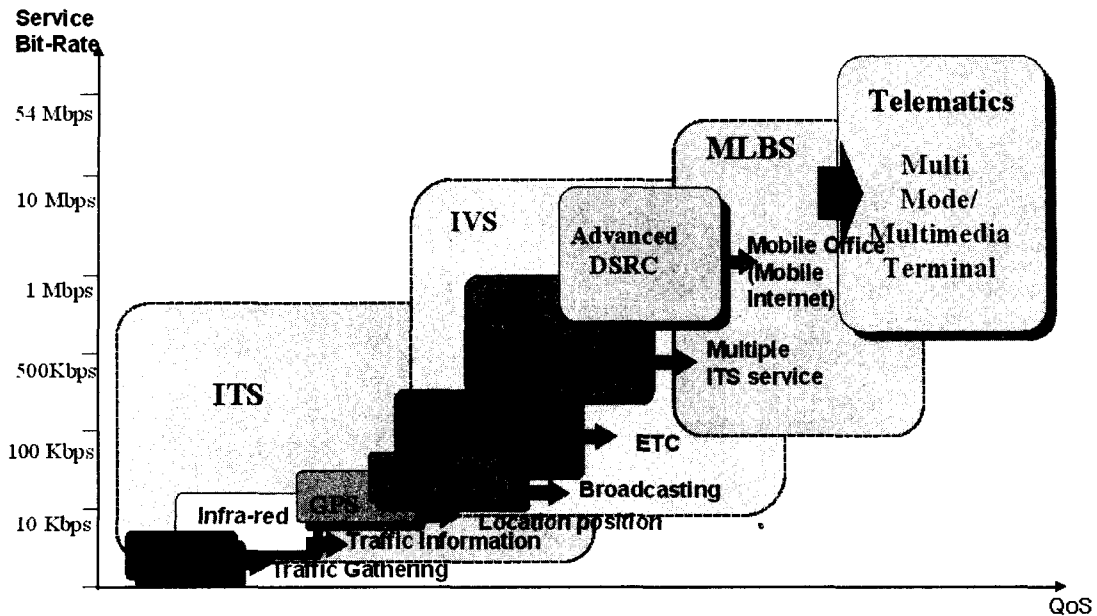 Service
Bit-Rate
54 Mbps
10 Mbps
1 Mbps
500Kbps
100 Kbps
10 Kbps
Telematics
Multi
Mode/
Multimedia
Terminal
MLBS
IVS
Advanced
DSRC
Mobile Office
(Mobile
Internet)
Multiple
ITS service
ITS
ETC
Broadcasting
GPS
Infra-red
Location position
Traffic Information
Traffic Gathering
QoS